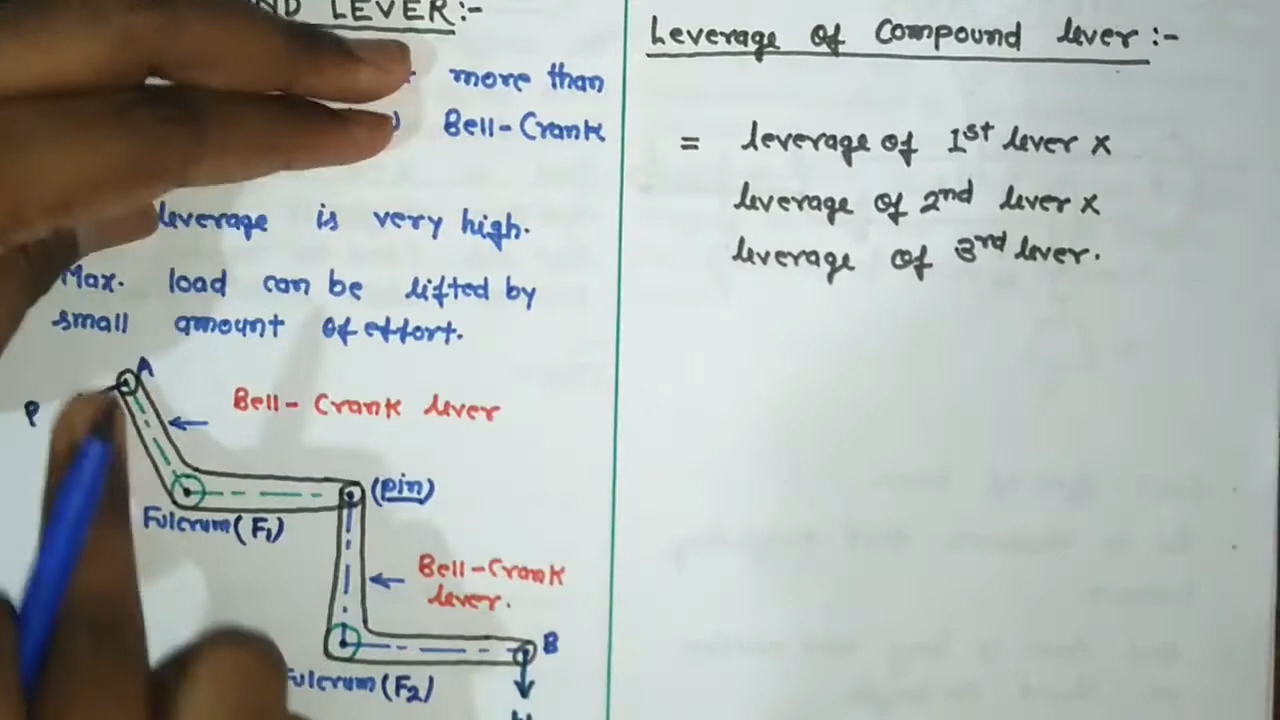 LEVER:-
more than
Bell-Crank
leverage is very high.
Max. load can be lifted by
small amount of effort.
A
P
Bell-Crank lever
(pin)
Fulcrum (F1)
Bell-Crank
lever.
B
Fulcrum (F2)
Leverage of Compound lever :-
= leverage of 1st lever x
leverage of 2nd lever x
leverage of 3rd lever.